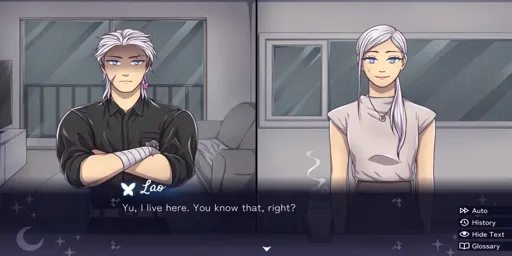 Lao
Yu, I live here. You know that, right?
Auto
History
Hide Text
Glossary